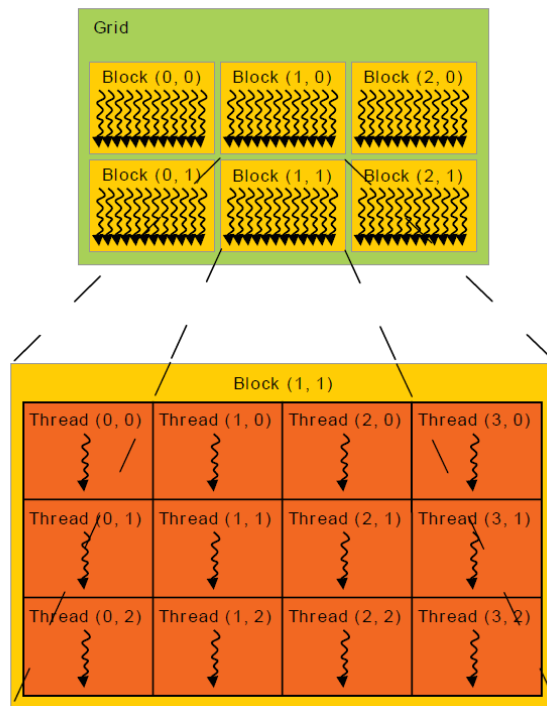 Grid
Block (0, 0) Block (1, 0) Block (2, 0)
Block (0, 1) Block (1, 1) Block (2, 1)
Block (1, 1)
Thread (0, 0) Thread (1, 0) Thread (2, 0) Thread (3, 0)
Thread (0, 1) Thread (1, 1) Thread (2, 1) Thread (3, 1)
Thread (0, 2) Thread (1, 2) Thread (2, 2) Thread (3, 2)